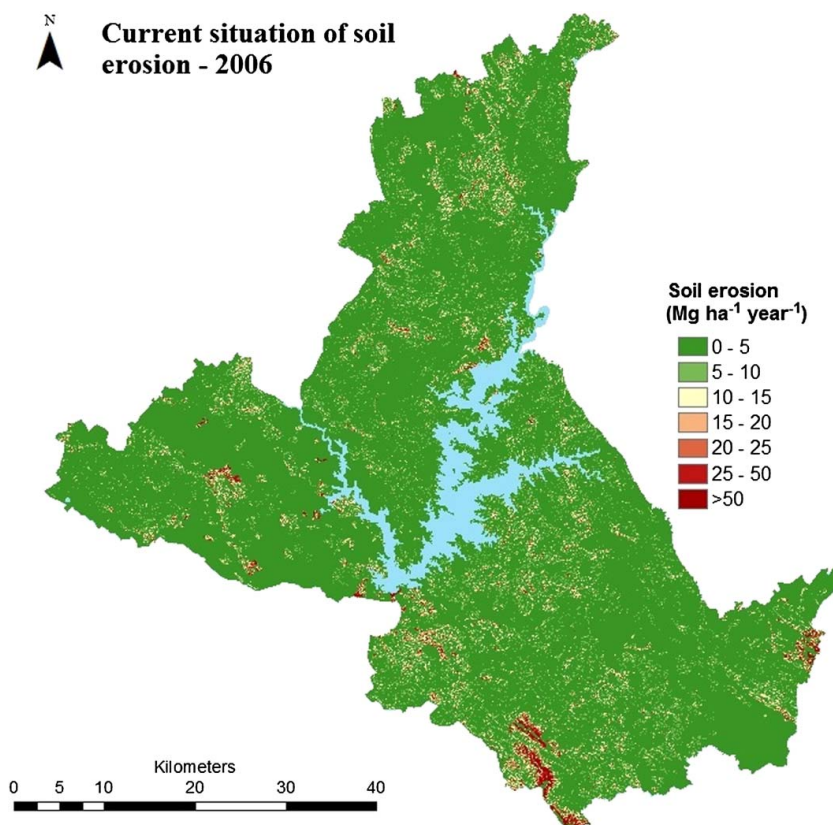 N
Current situation of soil
erosion - 2006
Soil erosion
(Mg ha⁻¹ year⁻¹)
0 - 5
5 - 10
10 - 15
15 - 20
20 - 25
25 - 50
>50
Kilometers
0 5 10 20 30 40